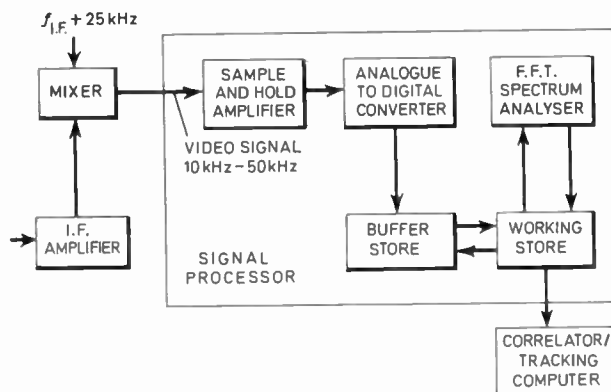 f I.F. + 25 kHz
MIXER
I.F.
AMPLIFIER
SAMPLE
AND HOLD
AMPLIFIER
VIDEO SIGNAL
10 kHz – 50 kHz
ANALOGUE
TO DIGITAL
CONVERTER
F.F.T.
SPECTRUM
ANALYSER
BUFFER
STORE
WORKING
STORE
SIGNAL
PROCESSOR
CORRELATOR/
TRACKING
COMPUTER